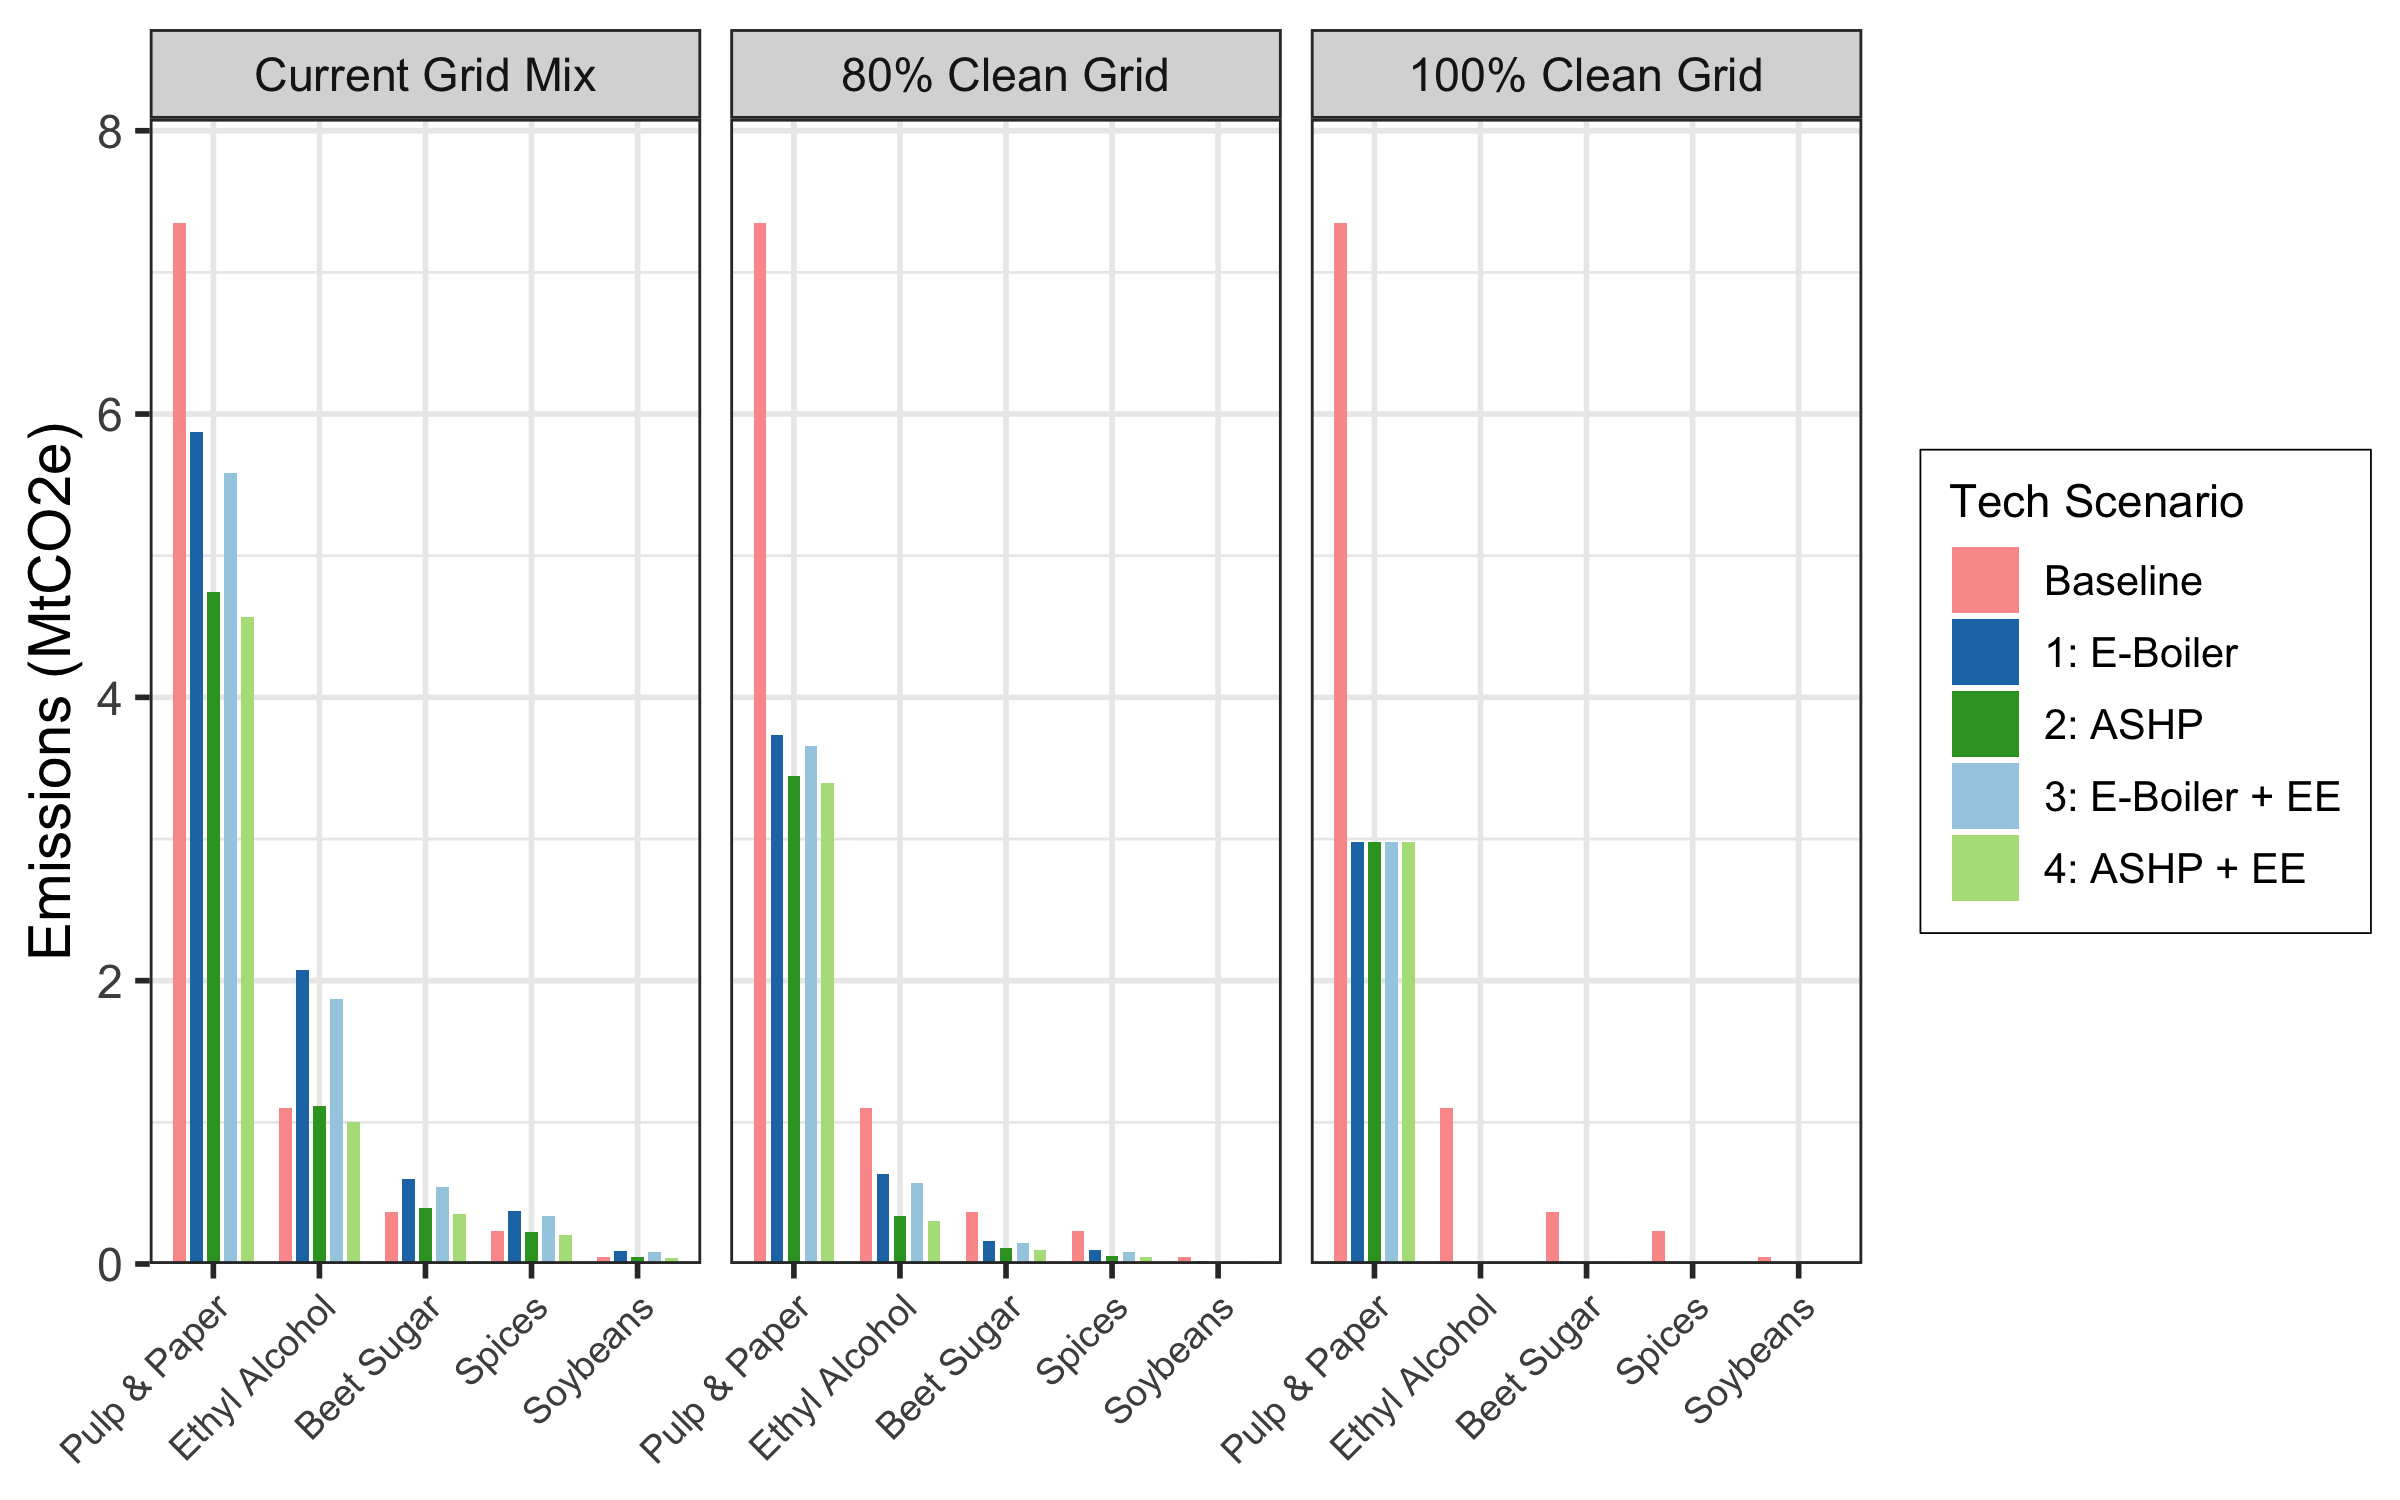 Current Grid Mix
80% Clean Grid
100% Clean Grid
Emissions (MtCO2e)
8
6
4
2
0
Pulp & Paper
Ethyl Alcohol
Beet Sugar
Spices
Soybeans
Pulp & Paper
Ethyl Alcohol
Beet Sugar
Spices
Soybeans
Pulp & Paper
Ethyl Alcohol
Beet Sugar
Spices
Soybeans
Tech Scenario
Baseline
1: E-Boiler
2: ASHP
3: E-Boiler + EE
4: ASHP + EE